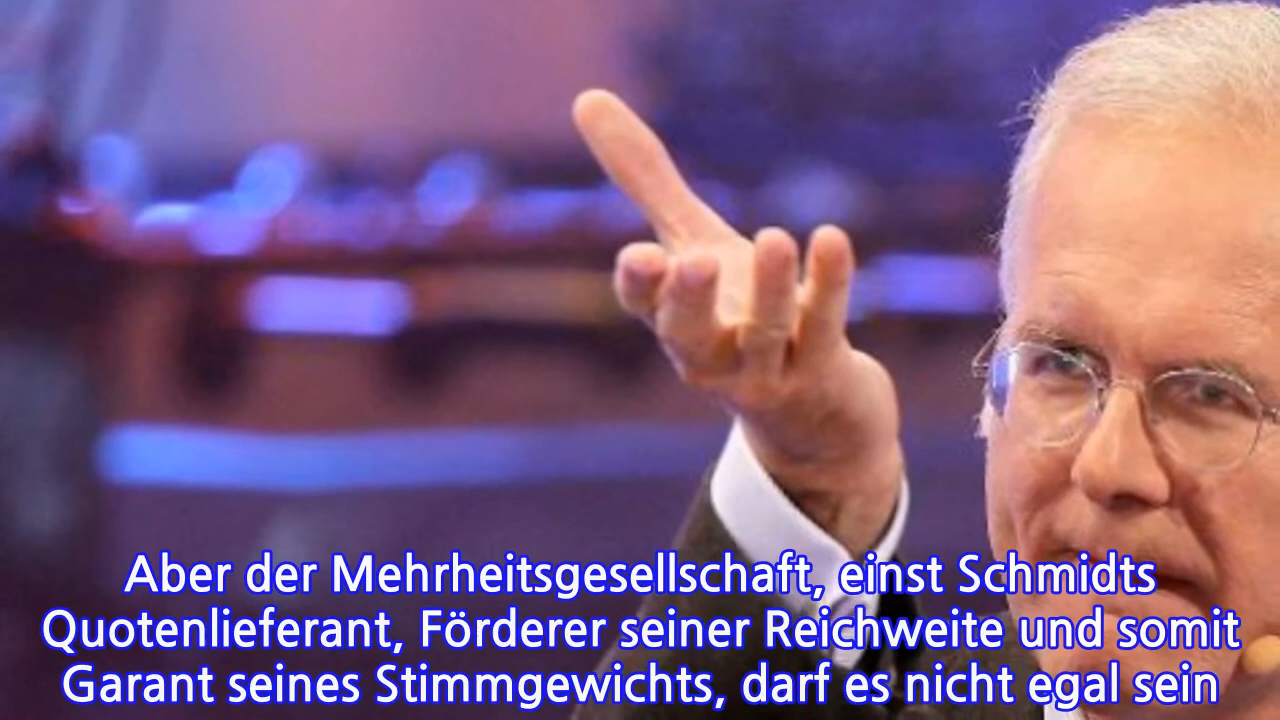 Aber der Mehrheitsgesellschaft, einst Schmidts
Quotenlieferant, Förderer seiner Reichweite und somit
Garant seines Stimmgewichts, darf es nicht egal sein